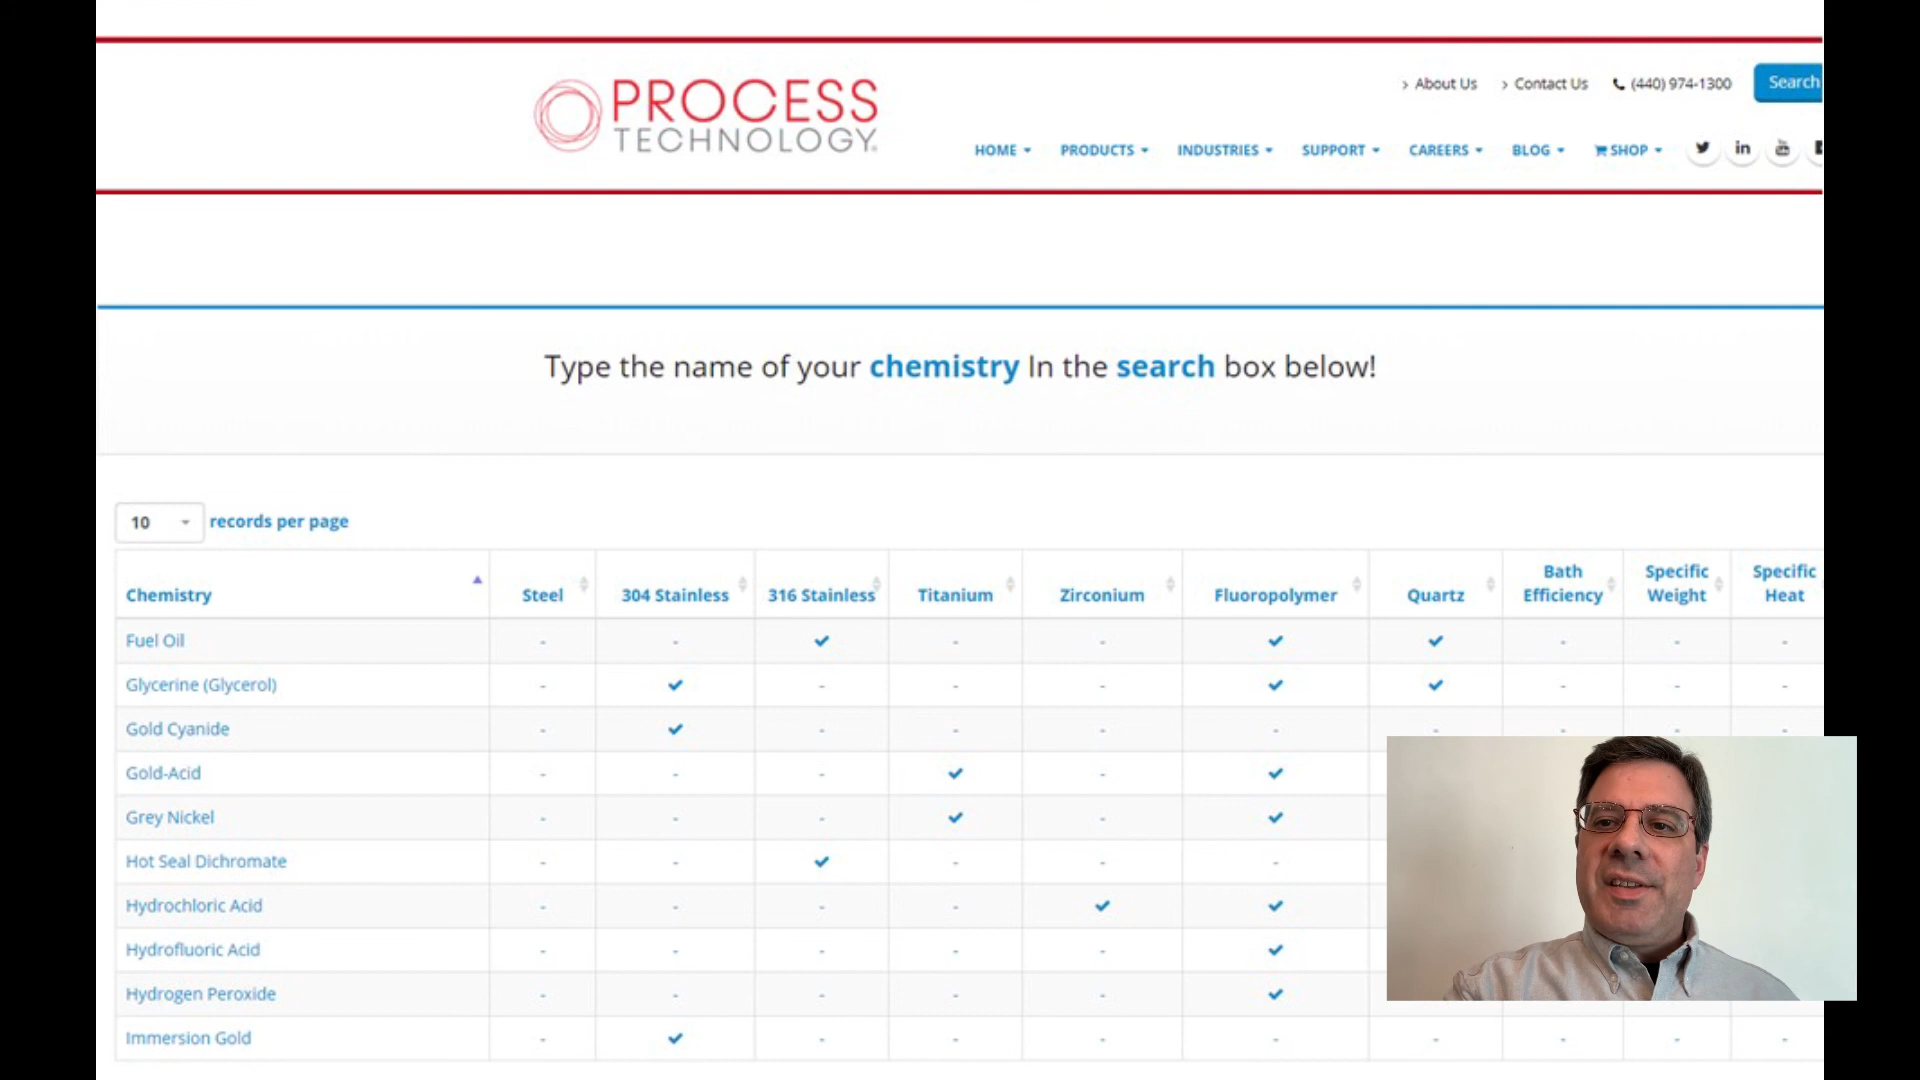 PROCESS
TECHNOLOGY
› About Us › Contact Us (440) 974-1300 Search
HOME PRODUCTS INDUSTRIES SUPPORT CAREERS BLOG SHOP in
Type the name of your chemistry In the search box below!
10 records per page
Chemistry Steel 304 Stainless 316 Stainless Titanium Zirconium Fluoropolymer Quartz Bath Efficiency Specific Weight Specific Heat
Fuel Oil - - ✓ - - ✓ ✓ - - -
Glycerine (Glycerol) - ✓ - - - ✓ ✓ - - -
Gold Cyanide - ✓ - - - - - - - -
Gold-Acid - - - ✓ - ✓
Grey Nickel - - - ✓ - ✓
Hot Seal Dichromate - - ✓ - - -
Hydrochloric Acid - - - - ✓ ✓
Hydrofluoric Acid - - - - - ✓
Hydrogen Peroxide - - - - - ✓
Immersion Gold - ✓ - - - - - - - -